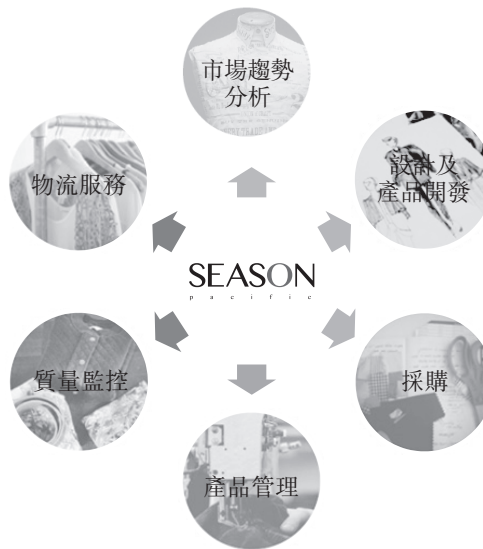 市場趨勢
分析
設計及
產品開發
採購
產品管理
質量監控
物流服務
SEASON
pacific